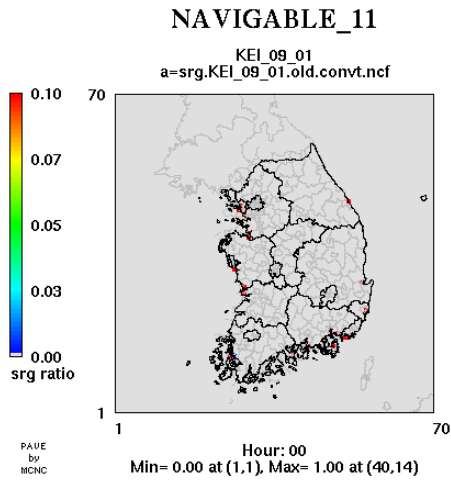 NAVIGABLE_11
KEI_09_01
a=srg.KEI_09_01.old.convt.ncf
0.10
0.07
0.05
0.03
0.00
srg ratio
70
1
1
70
PAVE
by
MCNC
Hour: 00
Min= 0.00 at (1,1), Max= 1.00 at (40,14)